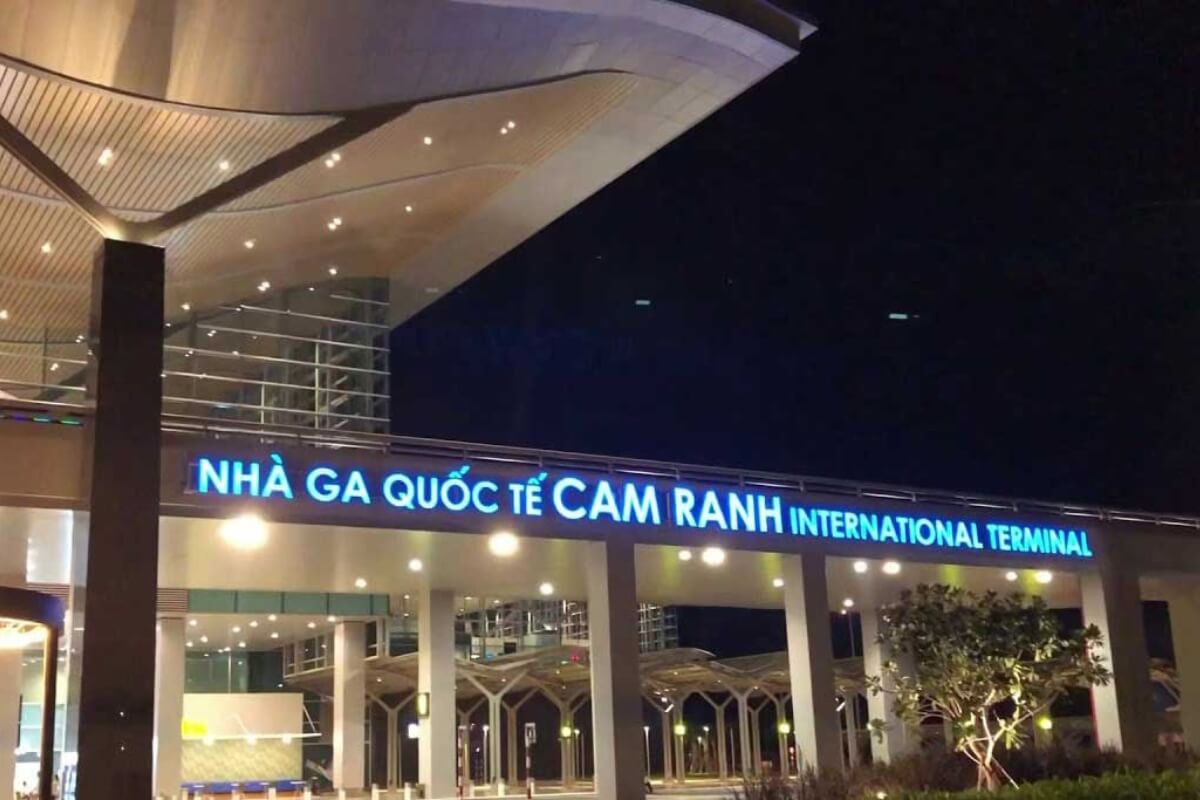 NHÀ GA QUỐC TẾ CAM RANH INTERNATIONAL TERMINAL